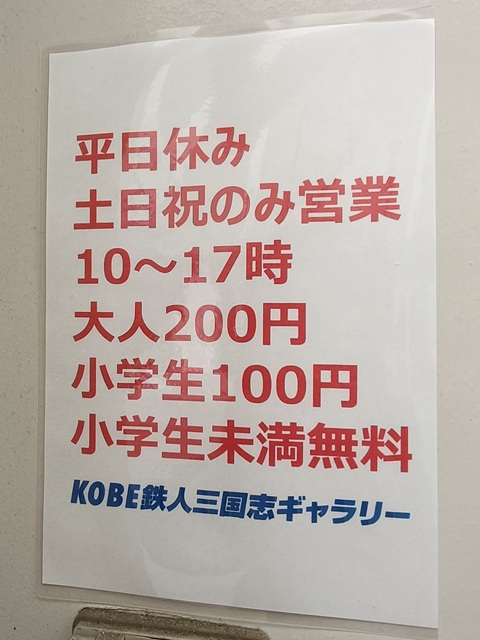 平日休み
土日祝のみ営業
10～17時
大人200円
小学生100円
小学生未満無料
KOBE鉄人三国志ギャラリー